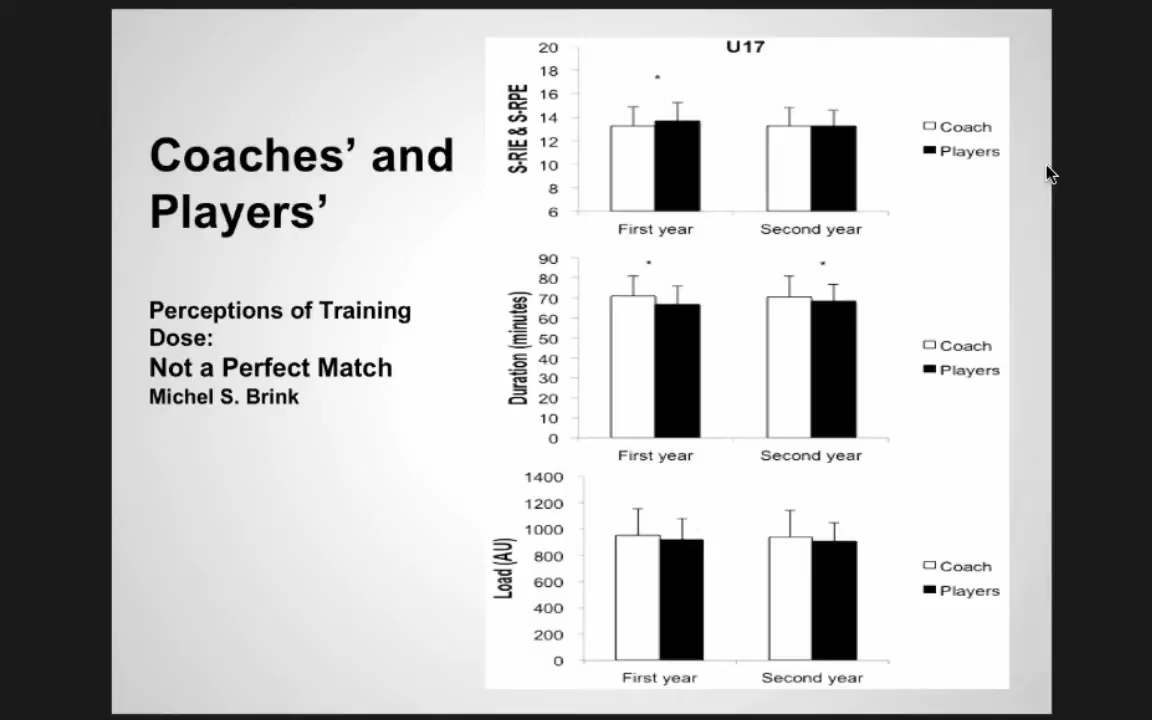 Coaches’ and
Players’
Perceptions of Training
Dose:
Not a Perfect Match
Michel S. Brink
U17
S-RIE & S-RPE
20
18
16
14
12
10
8
6
*
First year
Second year
Coach
Players
Duration (minutes)
90
80
70
60
50
40
30
20
10
0
*
*
First year
Second year
Coach
Players
Load (AU)
1400
1200
1000
800
600
400
200
0
First year
Second year
Coach
Players